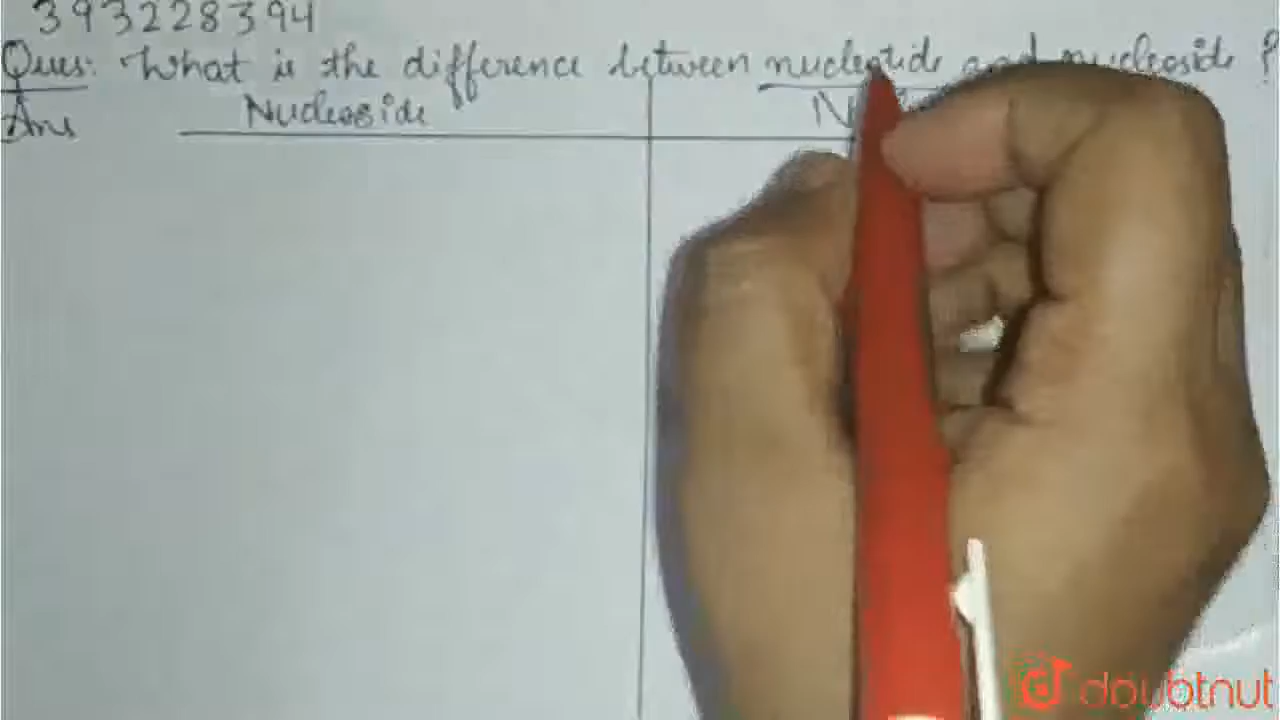 393228394
Ques: What is the difference between nucleotide and nucleoside ?
Ans Nucleoside
doubtnut